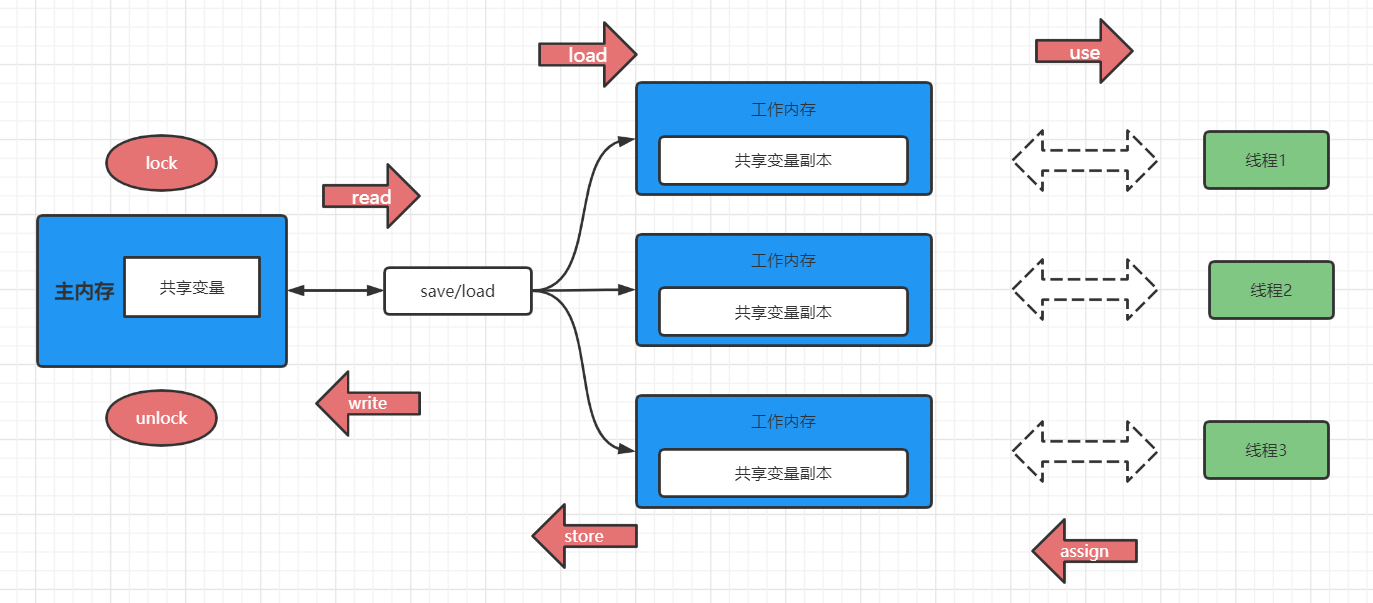 load
use
工作内存
共享变量副本
线程1
lock
read
主内存
共享变量
save/load
工作内存
共享变量副本
线程2
unlock
write
工作内存
共享变量副本
线程3
store
assign